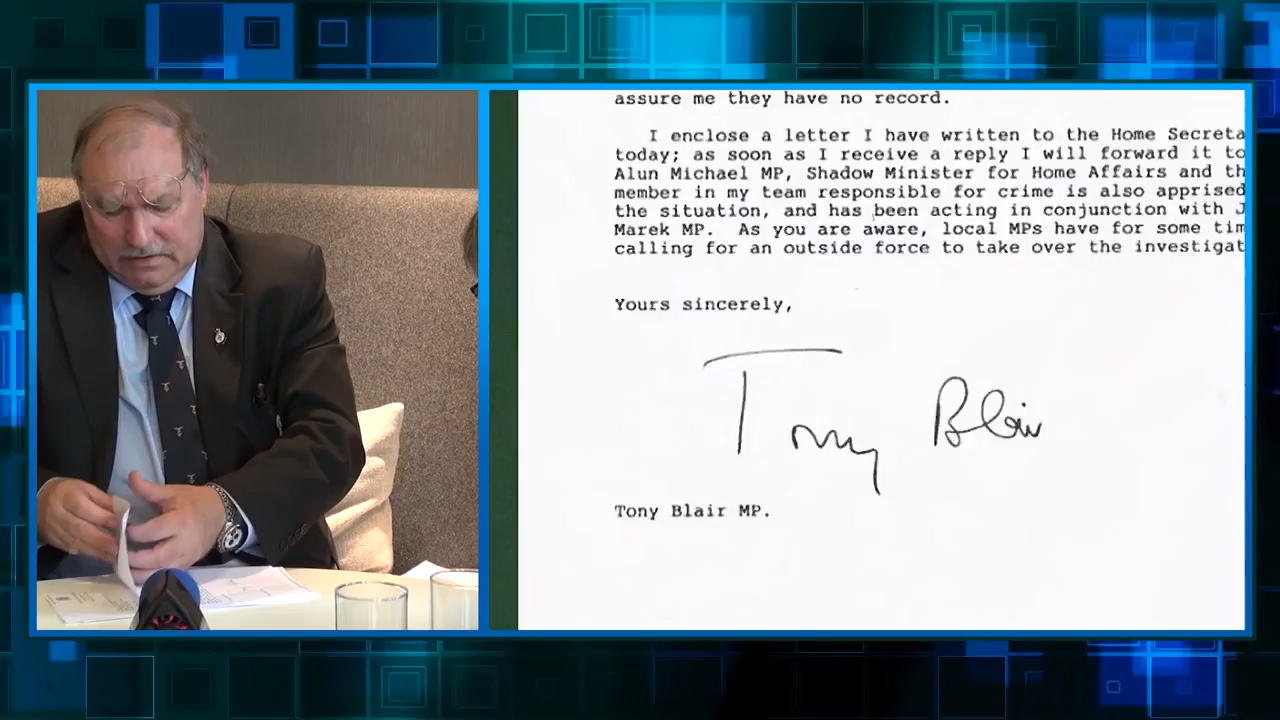 assure me they have no record.
I enclose a letter I have written to the Home Secreta
today; as soon as I receive a reply I will forward it to
Alun Michael MP, Shadow Minister for Home Affairs and th
member in my team responsible for crime is also apprised
the situation, and has been acting in conjunction with J
Marek MP. As you are aware, local MPs have for some tim
calling for an outside force to take over the investigat
Yours sincerely,
Tony Blair
Tony Blair MP.